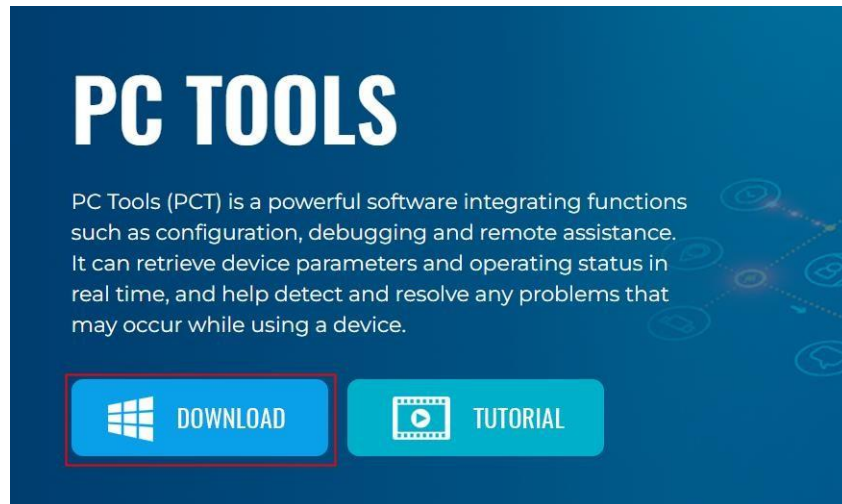 PC TOOLS
PC Tools (PCT) is a powerful software integrating functions
such as configuration, debugging and remote assistance.
It can retrieve device parameters and operating status in
real time, and help detect and resolve any problems that
may occur while using a device.
DOWNLOAD
TUTORIAL